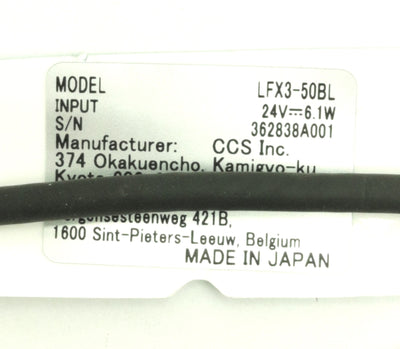 MODEL LFX3-50BL
INPUT 24V⎓6.1W
S/N 362838A001
Manufacturer: CCS Inc.
374 Okakuencho, Kamigyo-ku
Kyoto
Bergensesteenweg 421B,
1600 Sint-Pieters-Leeuw, Belgium
MADE IN JAPAN